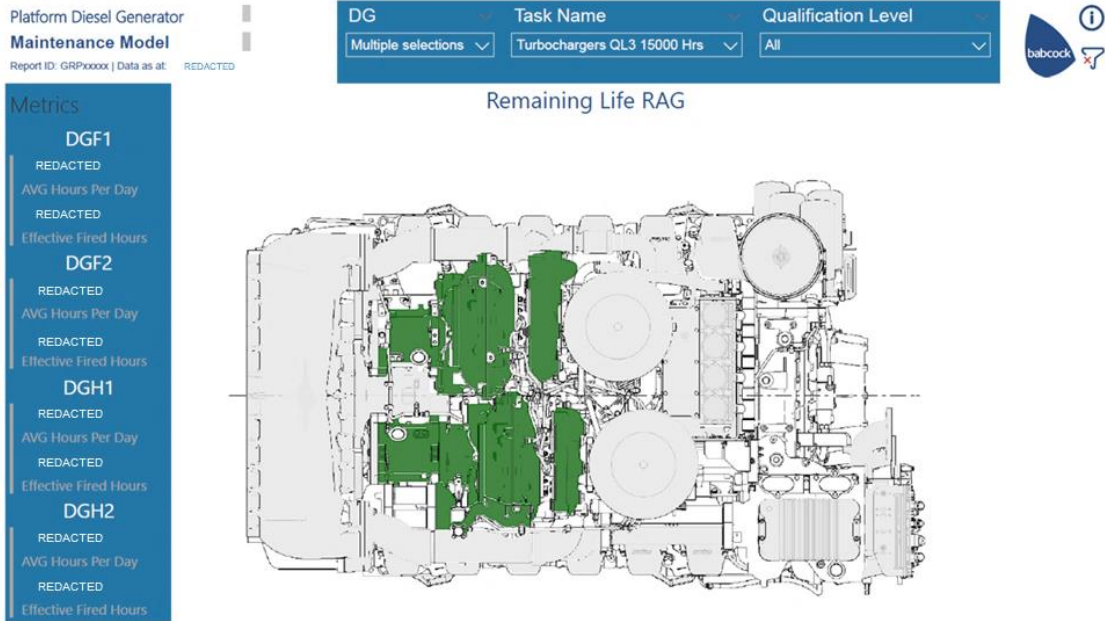 Platform Diesel Generator
Maintenance Model
Report ID: GRPxxxxx | Data as at: REDACTED
DG
Multiple selections
Task Name
Turbochargers QL3 15000 Hrs
Qualification Level
All
babcock
Remaining Life RAG
Metrics
DGF1
REDACTED
AVG Hours Per Day
REDACTED
Effective Fired Hours
DGF2
REDACTED
AVG Hours Per Day
REDACTED
Effective Fired Hours
DGH1
REDACTED
AVG Hours Per Day
REDACTED
Effective Fired Hours
DGH2
REDACTED
AVG Hours Per Day
REDACTED
Effective Fired Hours